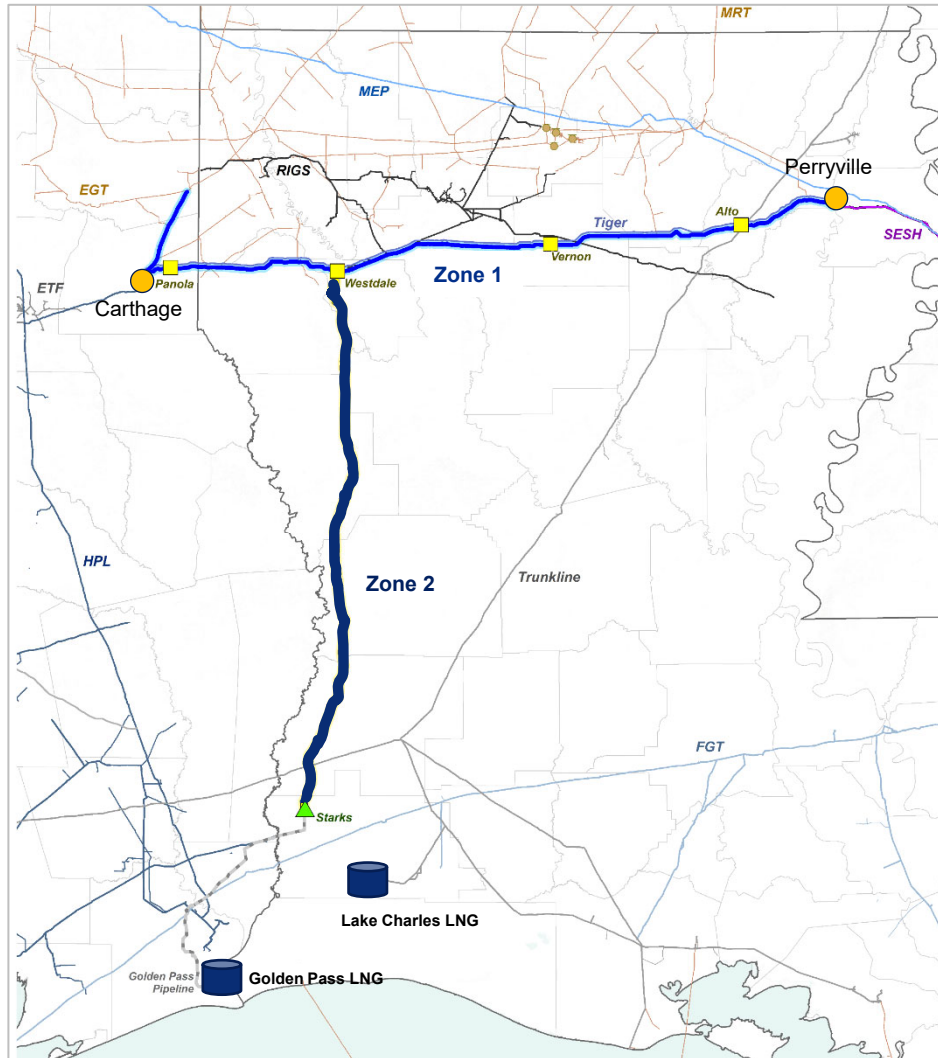 MRT
MEP
Perryville
RIGS
EGT
Alto
Tiger
SESH
Vernon
Zone 1
Panola
Westdale
ETF
Carthage
HPL
Zone 2
Trunkline
FGT
Starks
Lake Charles LNG
Golden Pass
Pipeline
Golden Pass LNG